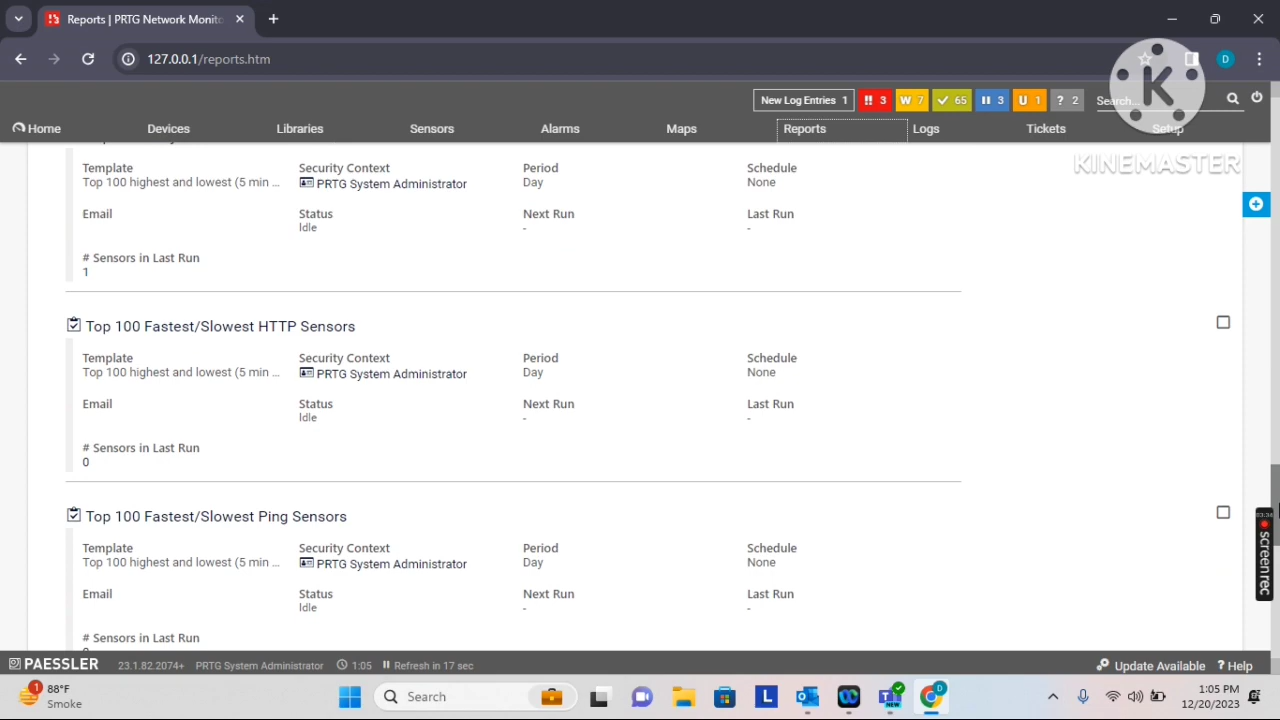 Reports | PRTG Network Monit
127.0.0.1/reports.htm
D
K
KINEMASTER
New Log Entries 1 !! 3 W 7 65 3 U 1 ? 2 Search...
Home Devices Libraries Sensors Alarms Maps Reports Logs Tickets Setup
Template Security Context Period Schedule
Top 100 highest and lowest (5 min ... PRTG System Administrator Day None
Email Status Next Run Last Run
Idle - -
# Sensors in Last Run
1
Top 100 Fastest/Slowest HTTP Sensors
Template Security Context Period Schedule
Top 100 highest and lowest (5 min ... PRTG System Administrator Day None
Email Status Next Run Last Run
Idle - -
# Sensors in Last Run
0
Top 100 Fastest/Slowest Ping Sensors
Template Security Context Period Schedule
Top 100 highest and lowest (5 min ... PRTG System Administrator Day None
Email Status Next Run Last Run
Idle - -
# Sensors in Last Run
screen rec
PAESSLER 23.1.82.2074+ PRTG System Administrator 1:05 Refresh in 17 sec Update Available ? Help
1 88°F
Smoke
Search
L
NEW
D
1:05 PM
12/20/2023